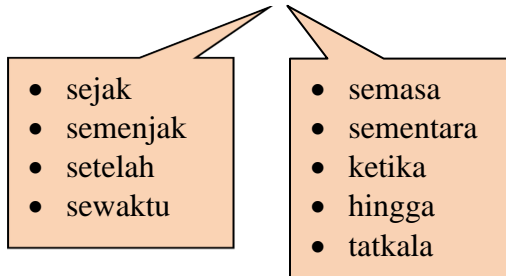 • sejak
• semenjak
• setelah
• sewaktu
• semasa
• sementara
• ketika
• hingga
• tatkala